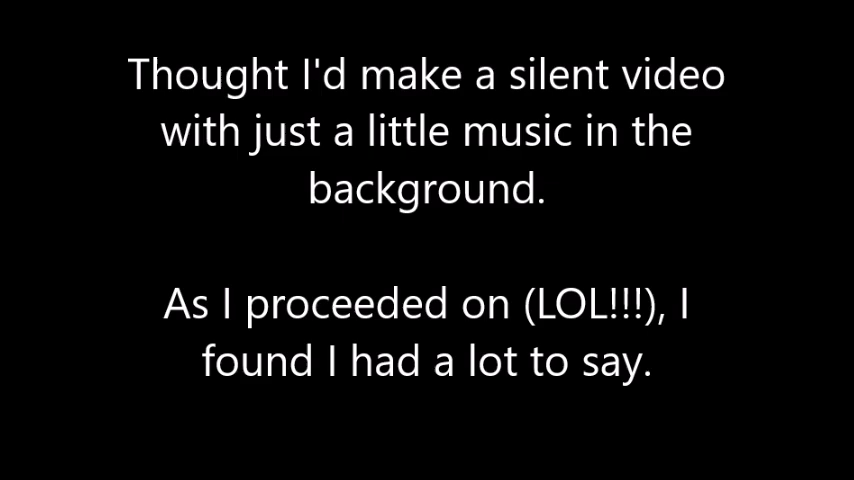 Thought I'd make a silent video
with just a little music in the
background.
As I proceeded on (LOL!!!), I
found I had a lot to say.